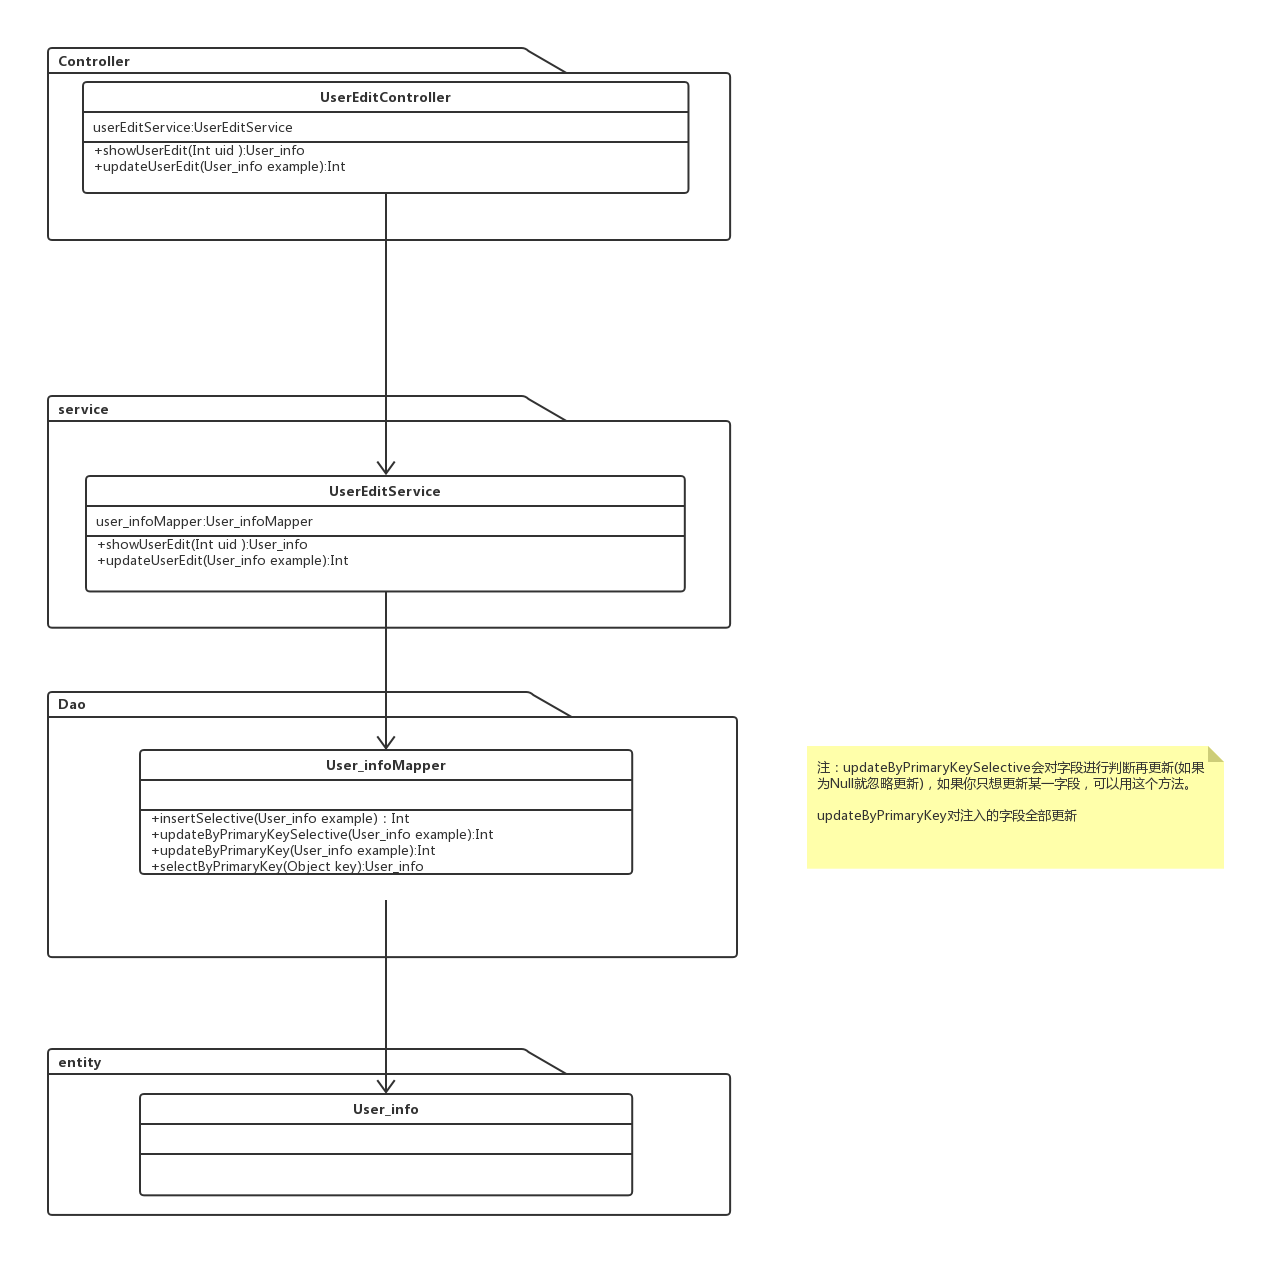 Controller
UserEditController
userEditService:UserEditService
+showUserEdit(Int uid ):User_info
+updateUserEdit(User_info example):Int
service
UserEditService
user_infoMapper:User_infoMapper
+showUserEdit(Int uid ):User_info
+updateUserEdit(User_info example):Int
Dao
User_infoMapper
+insertSelective(User_info example)：Int
+updateByPrimaryKeySelective(User_info example):Int
+updateByPrimaryKey(User_info example):Int
+selectByPrimaryKey(Object key):User_info
注：updateByPrimaryKeySelective会对字段进行判断再更新(如果
为Null就忽略更新)，如果你只想更新某一字段，可以用这个方法。
updateByPrimaryKey对注入的字段全部更新
entity
User_info